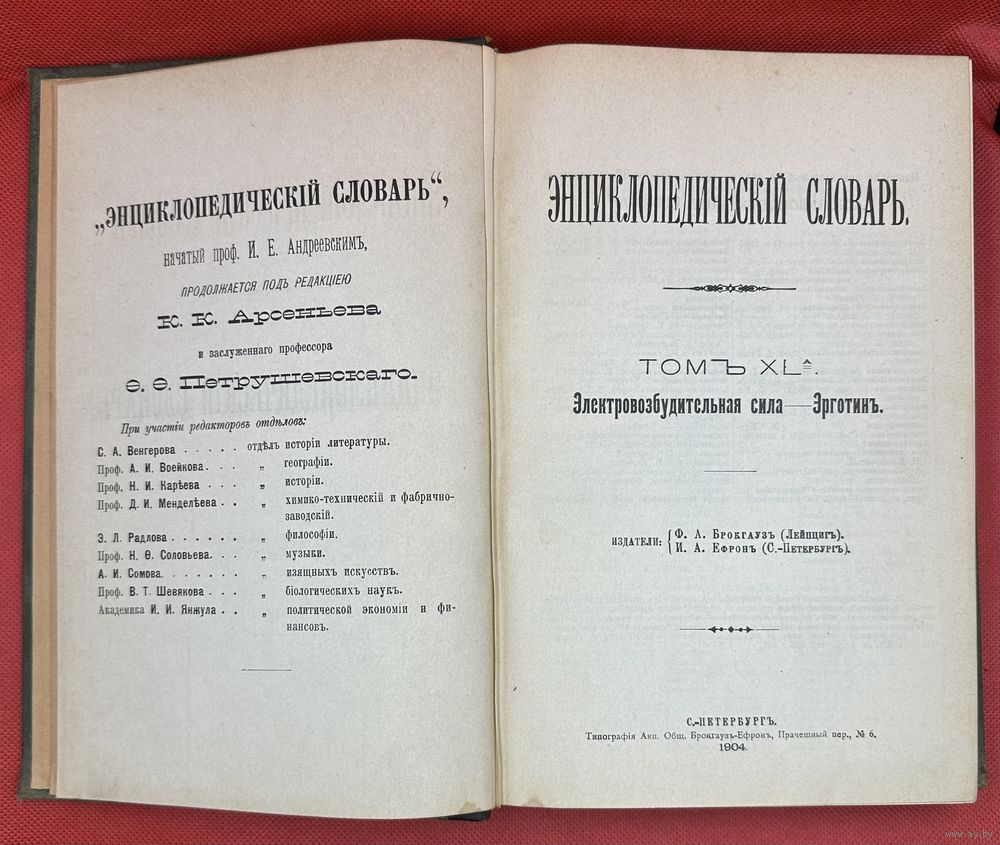 „ЭНЦИКЛОПЕДИЧЕСКІЙ СЛОВАРЬ“,
начатый проф. И. Е. Андреевскимъ,
ПРОДОЛЖАЕТСЯ ПОДЪ РЕДАКЦІЕЮ
К. К. Арсеньева
и заслуженнаго профессора
Ѳ. Ѳ. Петрушевскаго.
При участіи редакторовъ отдѣловъ:
С. А. Венгерова . . . . . отдѣлъ исторіи литературы.
Проф. А. И. Воейкова. . . „ географіи.
Проф. Н. И. Карѣева . . . „ исторіи.
Проф. Д. И. Менделѣева . . „ химико-техническій и фабрично-
заводскій.
Э. Л. Радлова . . . . . . „ философіи.
Проф. Н. Ѳ. Соловьева. . . „ музыки.
А. И. Сомова. . . . . . . „ изящныхъ искусствъ.
Проф. В. Т. Шевякова . . . „ біологическихъ наукъ.
Академика И. И. Янжула . . „ политической экономіи и фи-
нансовъ.
ЭНЦИКЛОПЕДИЧЕСКІЙ СЛОВАРЬ.
ТОМЪ XLᴬ.
Электровозбудительная сила — Эрготинъ.
ИЗДАТЕЛИ: { Ф. А. Брокгаузъ (Лейпцигъ).
И. А. Ефронъ (С.-Петербургъ).
С.-ПЕТЕРБУРГЪ.
Типографія Акц. Общ. Брокгаузъ-Ефронъ, Прачешный пер., № 6.
1904.
www.ay.by